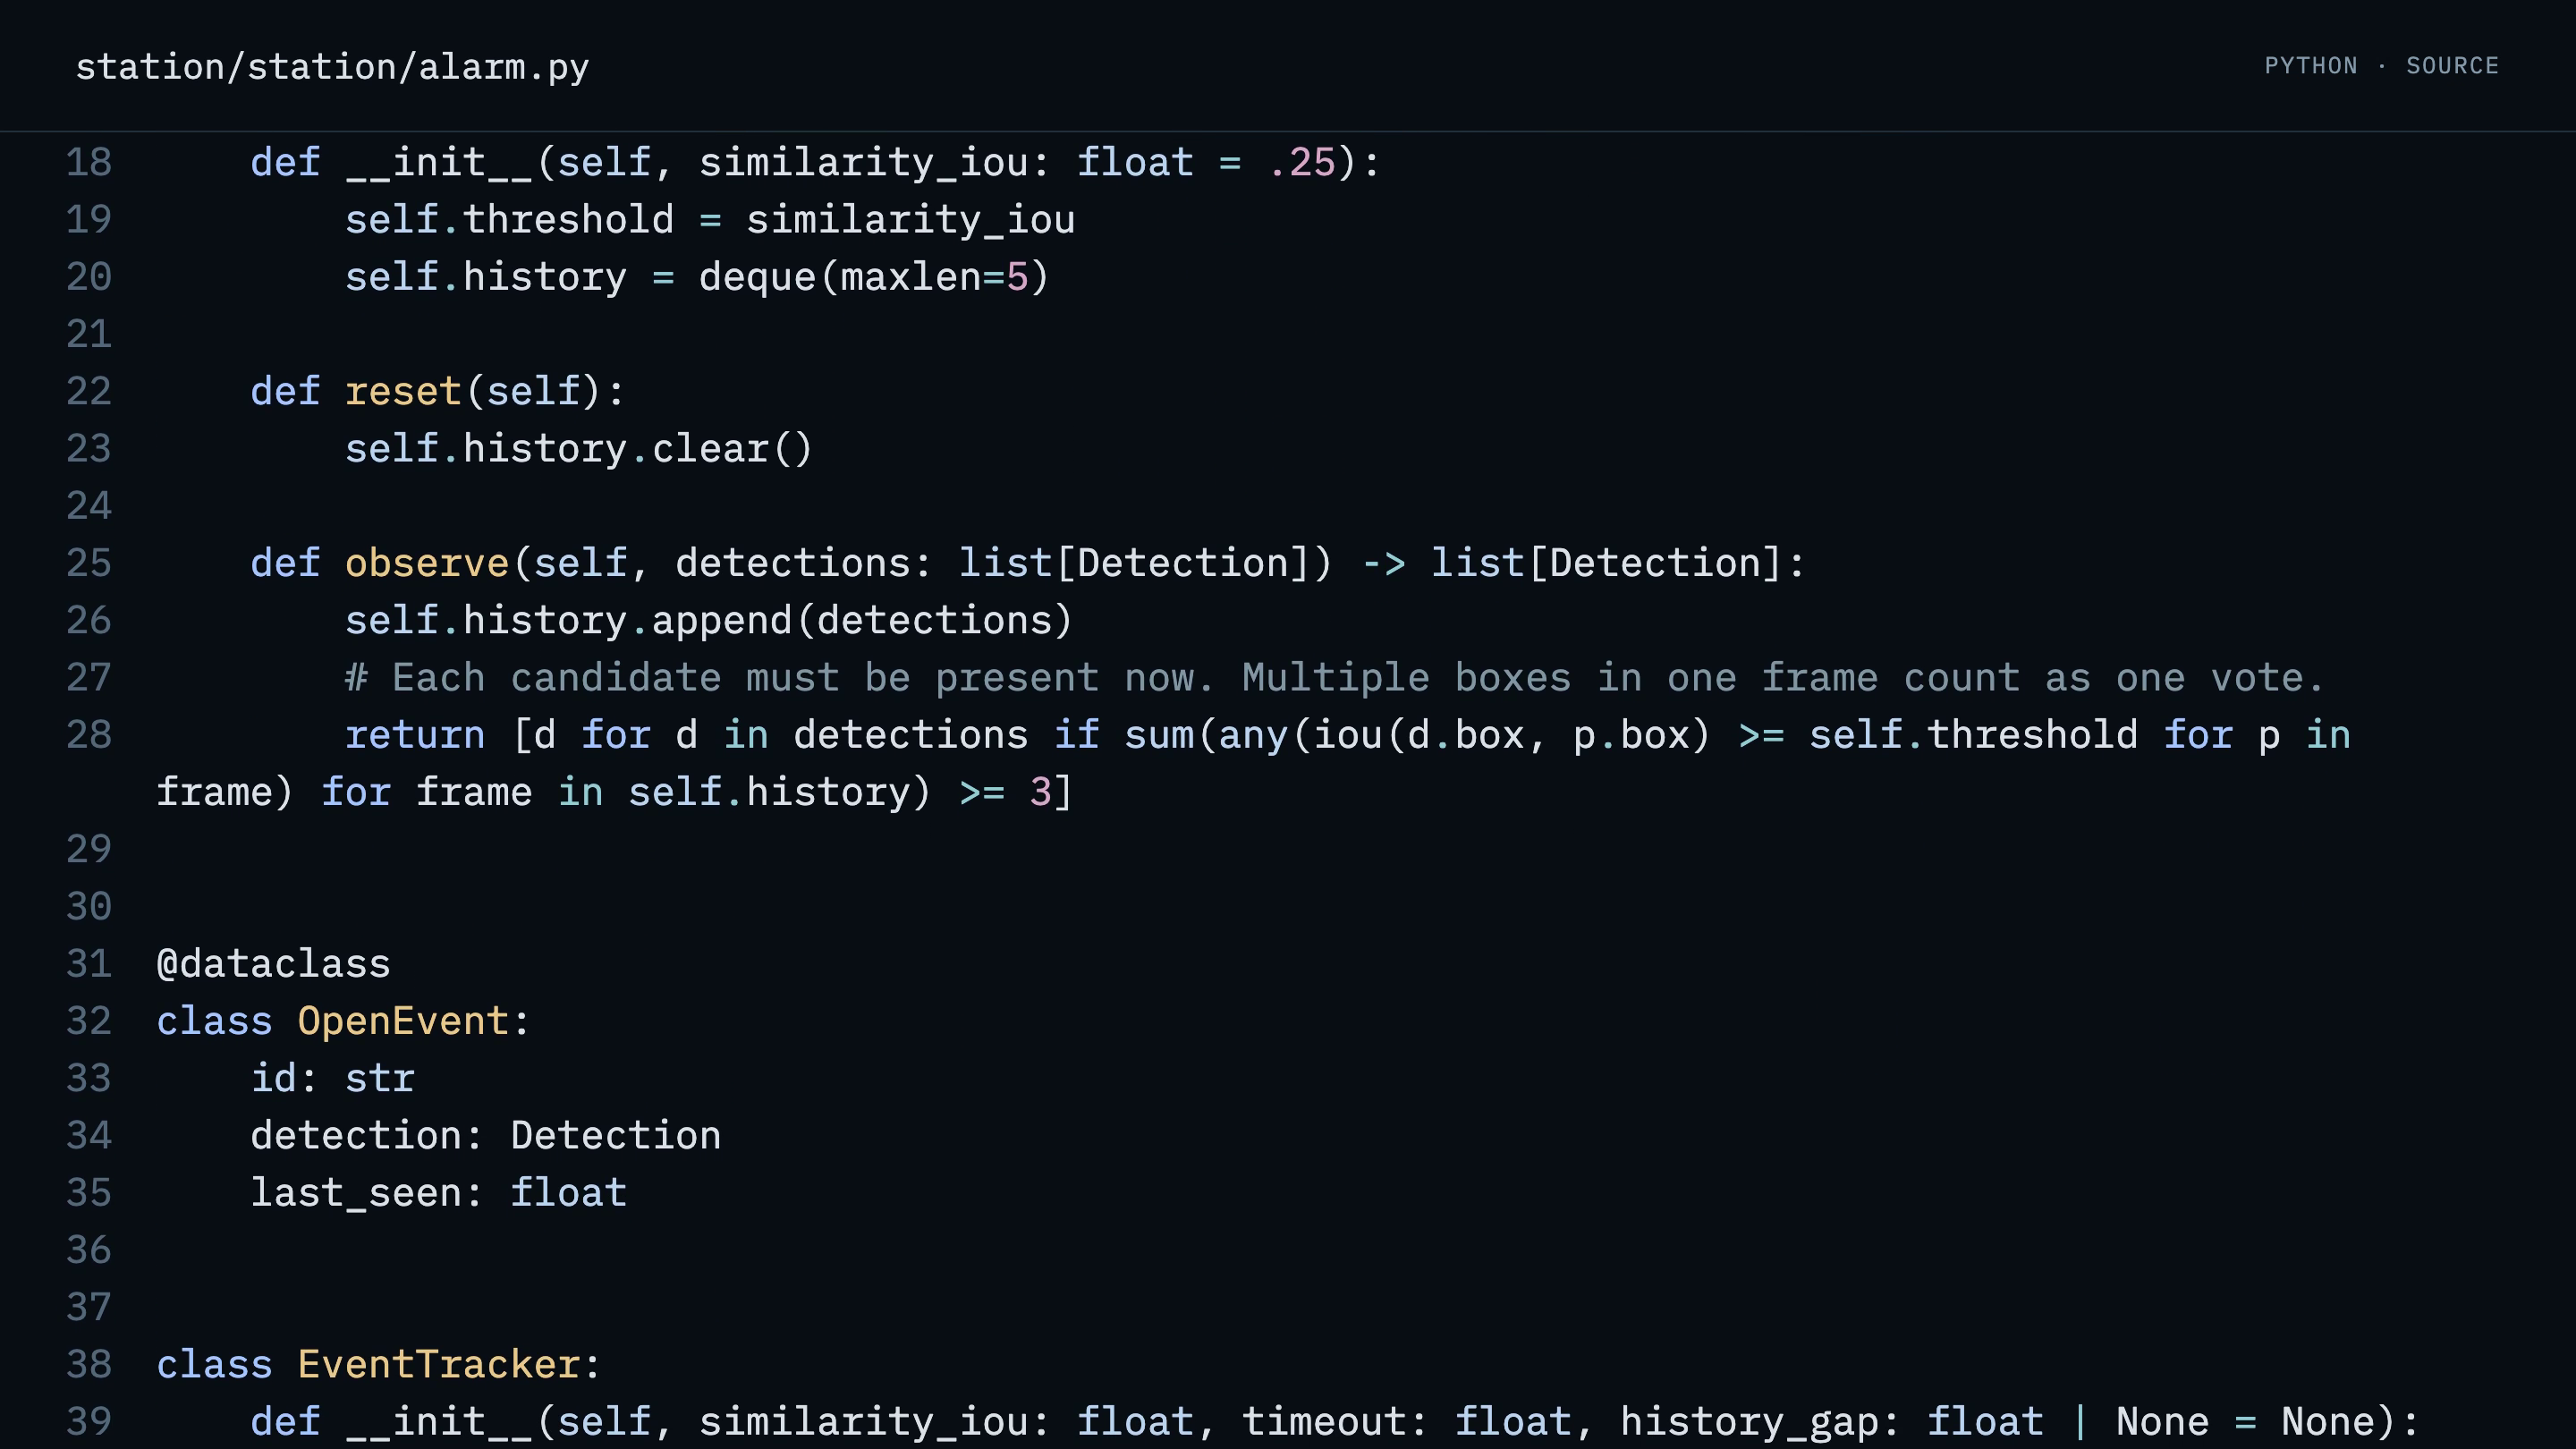 station/station/alarm.py
PYTHON · SOURCE
18     def __init__(self, similarity_iou: float = .25):
19         self.threshold = similarity_iou
20         self.history = deque(maxlen=5)
21
22     def reset(self):
23         self.history.clear()
24
25     def observe(self, detections: list[Detection]) -> list[Detection]:
26         self.history.append(detections)
27         # Each candidate must be present now. Multiple boxes in one frame count as one vote.
28         return [d for d in detections if sum(any(iou(d.box, p.box) >= self.threshold for p in
frame) for frame in self.history) >= 3]
29
30
31 @dataclass
32 class OpenEvent:
33     id: str
34     detection: Detection
35     last_seen: float
36
37
38 class EventTracker:
39     def __init__(self, similarity_iou: float, timeout: float, history_gap: float | None = None):